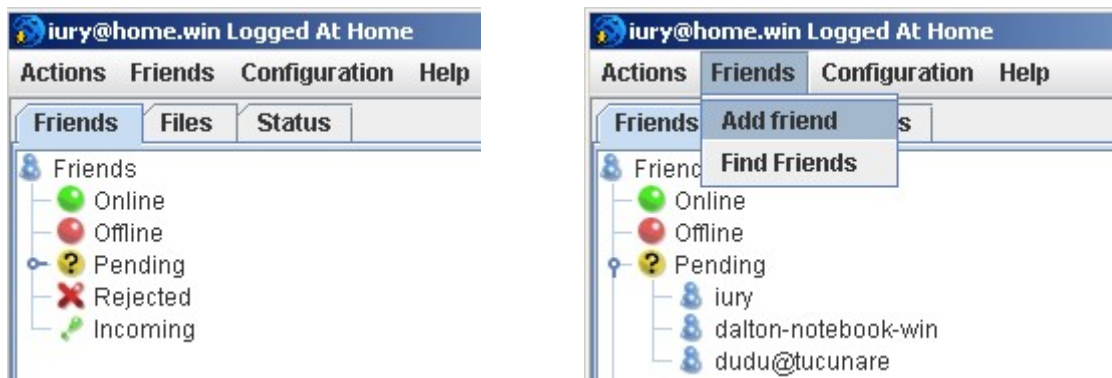 iury@home.win Logged At Home
Actions Friends Configuration Help
Friends Files Status
Friends
Online
Offline
Pending
Rejected
Incoming
iury@home.win Logged At Home
Actions Friends Configuration Help
Friends Add friend s
Find Friends
Online
Offline
Pending
iury
dalton-notebook-win
dudu@tucunare